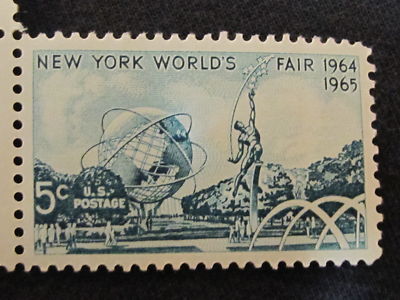 NEW YORK WORLD'S FAIR 1964
1965
5c U.S.
POSTAGE